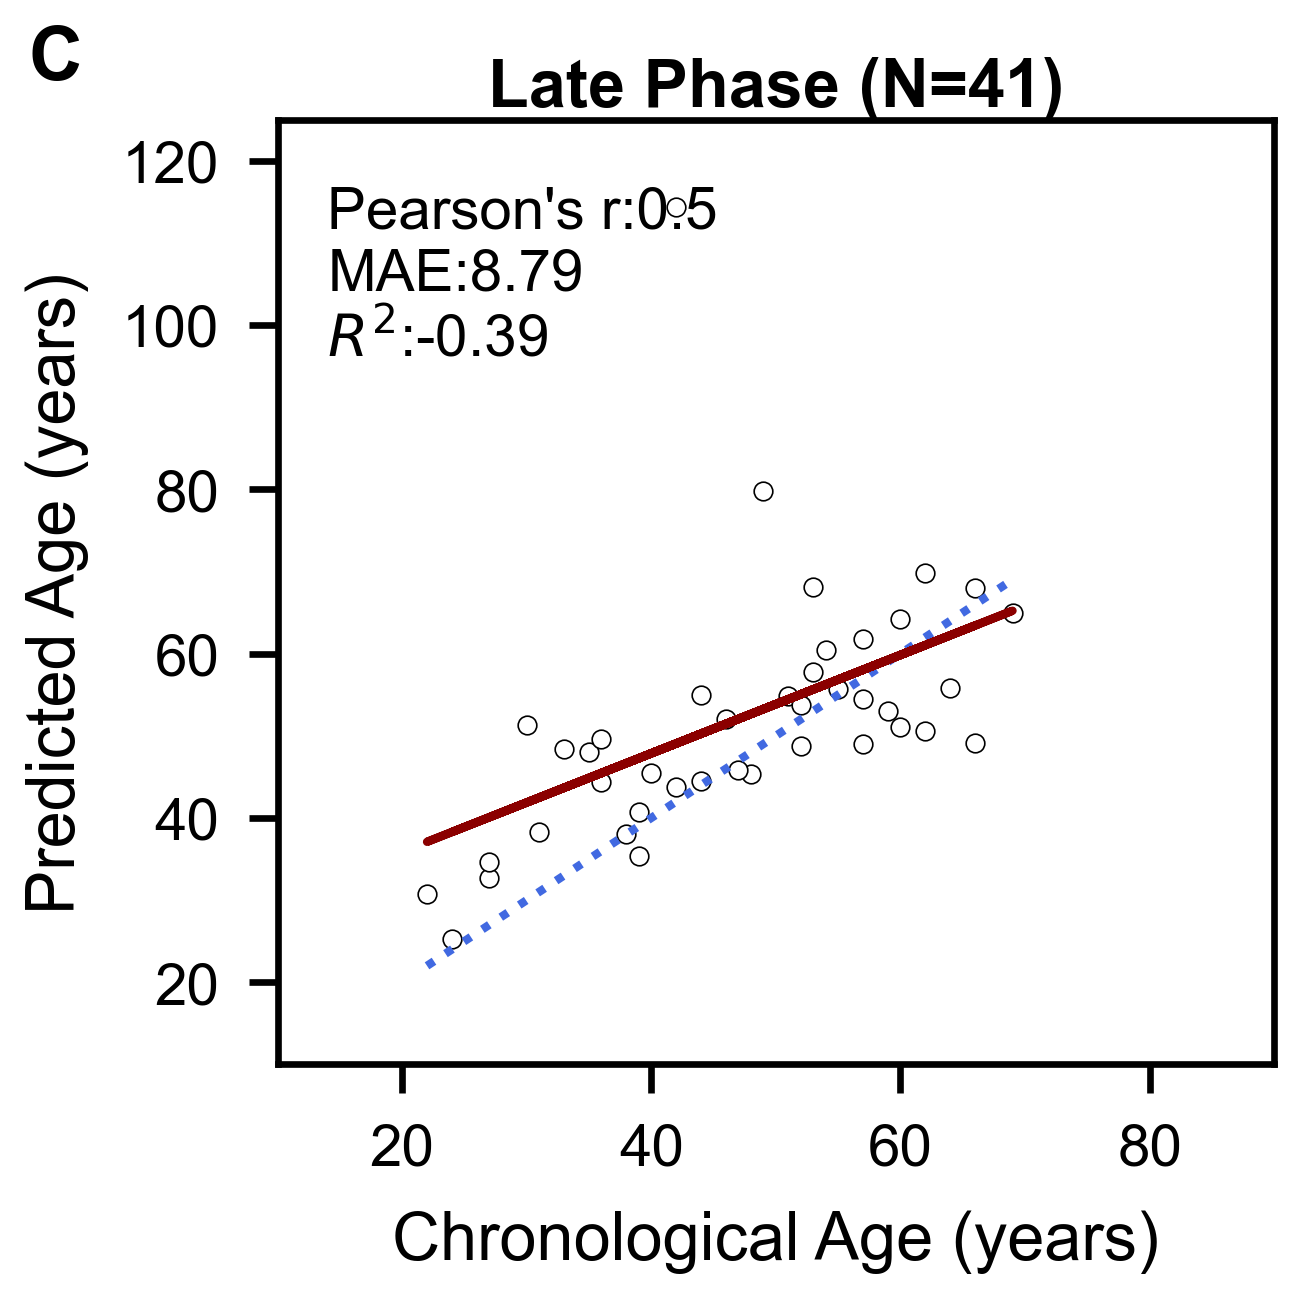 C
Late Phase (N=41)
Pearson's r:0.5
MAE:8.79
R²:-0.39
120
100
80
60
40
20
Predicted Age (years)
20 40 60 80
Chronological Age (years)